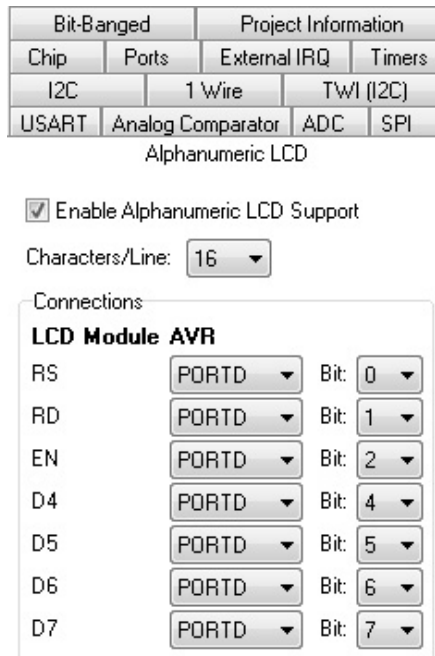 Bit-Banged Project Information
Chip Ports External IRQ Timers
I2C 1 Wire TWI (I2C)
USART Analog Comparator ADC SPI
Alphanumeric LCD
Enable Alphanumeric LCD Support
Characters/Line: 16
Connections
LCD Module AVR
RS PORTD Bit: 0
RD PORTD Bit: 1
EN PORTD Bit: 2
D4 PORTD Bit: 4
D5 PORTD Bit: 5
D6 PORTD Bit: 6
D7 PORTD Bit: 7